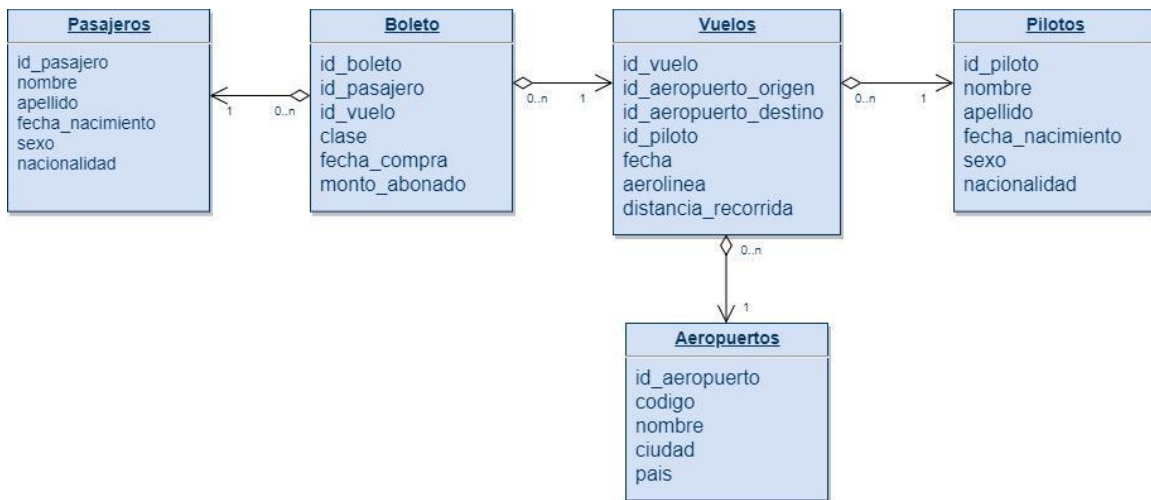 Pasajeros
id_pasajero
nombre
apellido
fecha_nacimiento
sexo
nacionalidad
1
0..n
Boleto
id_boleto
id_pasajero
id_vuelo
clase
fecha_compra
monto_abonado
0..n
1
Vuelos
id_vuelo
id_aeropuerto_origen
id_aeropuerto_destino
id_piloto
fecha
aerolinea
distancia_recorrida
0..n
1
Pilotos
id_piloto
nombre
apellido
fecha_nacimiento
sexo
nacionalidad
0..n
1
Aeropuertos
id_aeropuerto
codigo
nombre
ciudad
pais